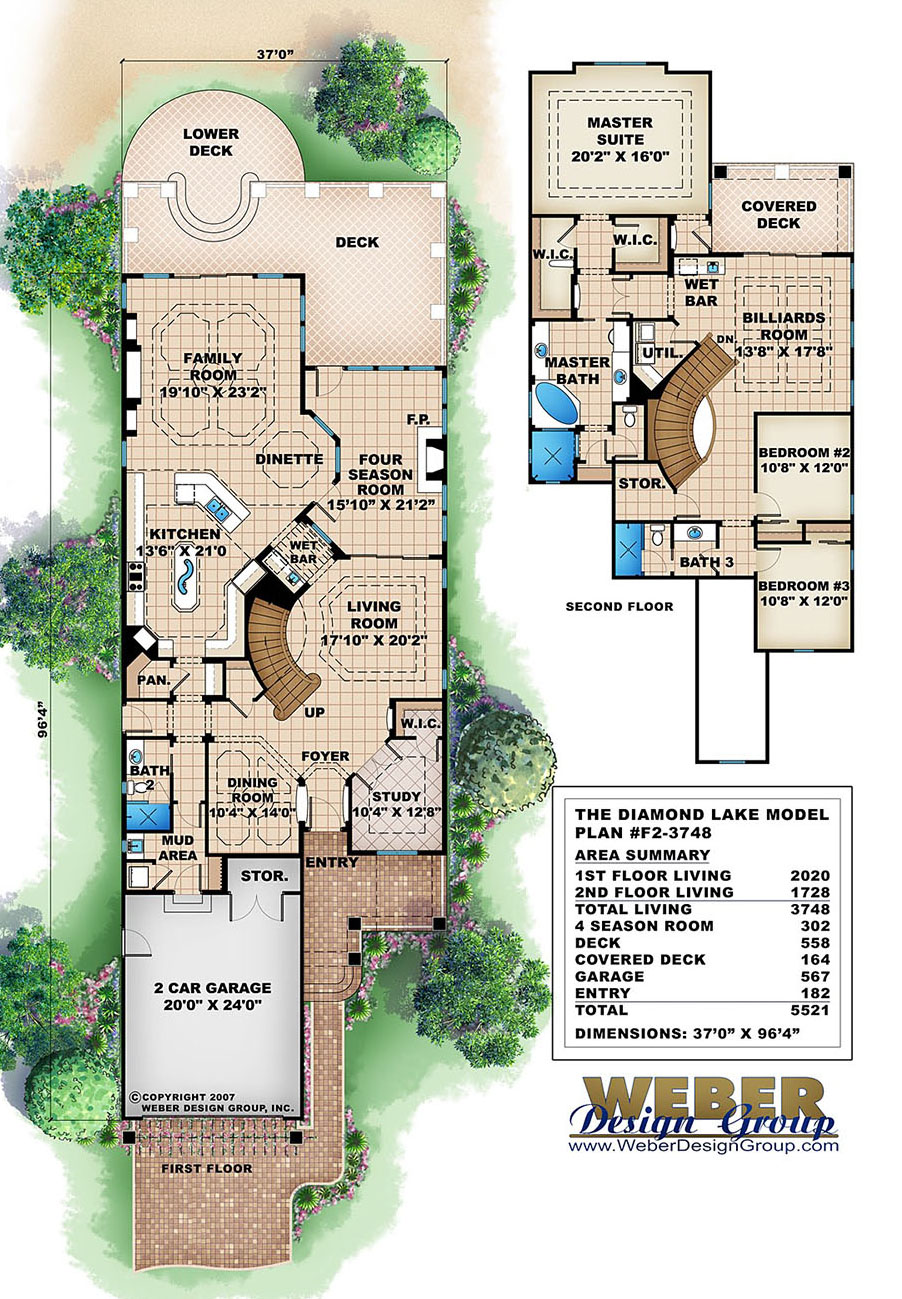 37'0"
LOWER
DECK
DECK
FAMILY
ROOM
19'10" X 23'2"
DINETTE
F.P.
FOUR
SEASON
ROOM
15'10" X 21'2"
KITCHEN
13'6" X 21'0
WET
BAR
LIVING
ROOM
17'10" X 20'2"
PAN.
UP
W.I.C.
FOYER
BATH
2
DINING
ROOM
10'4" X 14'0"
STUDY
10'4" X 12'8"
MUD
AREA
ENTRY
STOR.
2 CAR GARAGE
20'0" X 24'0"
96'4"
©COPYRIGHT 2007
WEBER DESIGN GROUP, INC.
FIRST FLOOR
MASTER
SUITE
20'2" X 16'0"
COVERED
DECK
W.I.C.
W.I.C.
WET
BAR
BILLIARDS
ROOM
13'8" X 17'8"
UTIL.
DN
MASTER
BATH
BEDROOM #2
10'8" X 12'0"
STOR.
BATH 3
BEDROOM #3
10'8" X 12'0"
SECOND FLOOR
THE DIAMOND LAKE MODEL
PLAN #F2-3748
AREA SUMMARY
1ST FLOOR LIVING 2020
2ND FLOOR LIVING 1728
TOTAL LIVING 3748
4 SEASON ROOM 302
DECK 558
COVERED DECK 164
GARAGE 567
ENTRY 182
TOTAL 5521
DIMENSIONS: 37'0" X 96'4"
WEBER
Design Group
www.WeberDesignGroup.com